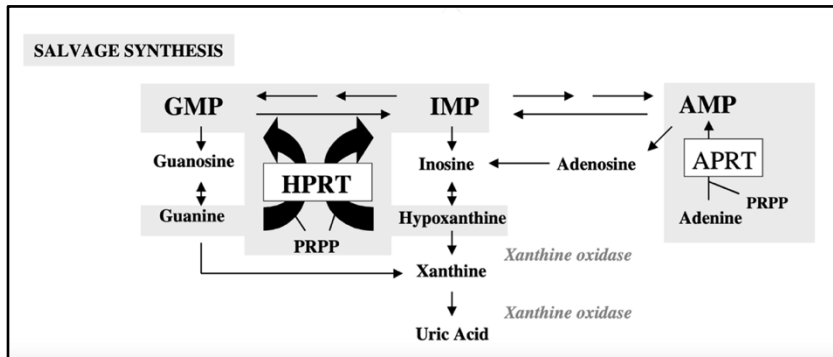 SALVAGE SYNTHESIS
GMP IMP AMP
Guanosine Inosine Adenosine APRT
HPRT
Guanine Hypoxanthine Adenine PRPP
PRPP
Xanthine oxidase
Xanthine
Xanthine oxidase
Uric Acid